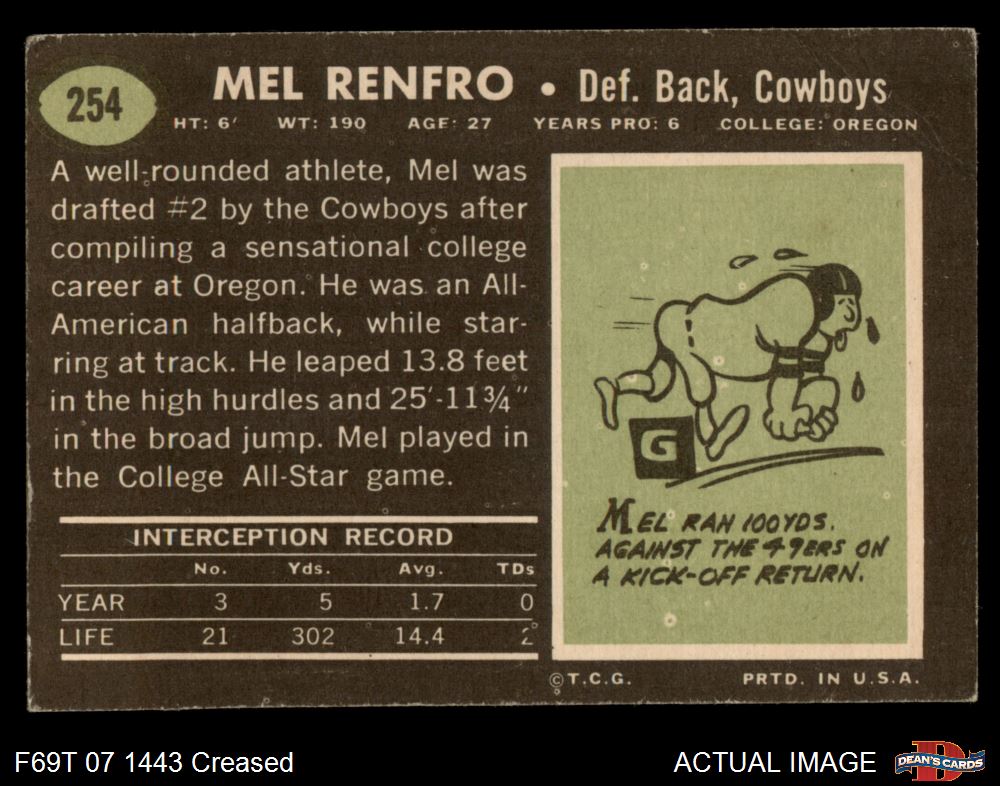 254
MEL RENFRO • Def. Back, Cowboys
HT: 6' WT: 190 AGE: 27 YEARS PRO: 6 COLLEGE: OREGON
A well-rounded athlete, Mel was
drafted #2 by the Cowboys after
compiling a sensational college
career at Oregon. He was an All-
American halfback, while star-
ring at track. He leaped 13.8 feet
in the high hurdles and 25'-11¾"
in the broad jump. Mel played in
the College All-Star game.
INTERCEPTION RECORD
No. Yds. Avg. TDs
YEAR 3 5 1.7 0
LIFE 21 302 14.4 2
G
MEL RAN 100 YDS.
AGAINST THE 49ERS ON
A KICK-OFF RETURN.
©T.C.G. PRTD. IN U.S.A.
F69T 07 1443 Creased
ACTUAL IMAGE
D
DEAN'S CARDS